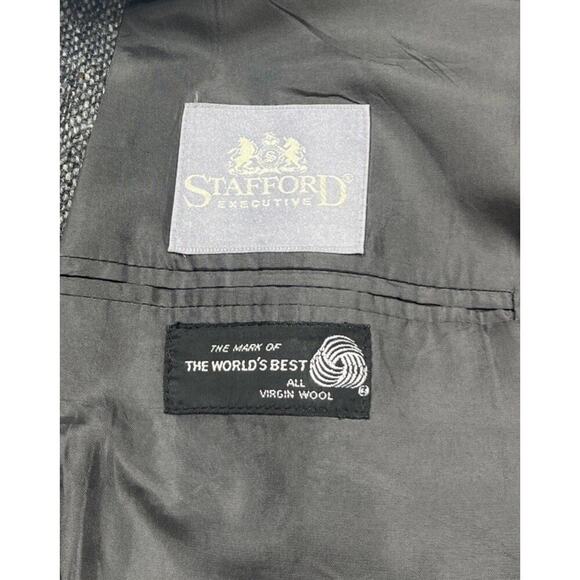 S
STAFFORD®
EXECUTIVE
THE MARK OF
THE WORLD'S BEST
ALL
VIRGIN WOOL
®